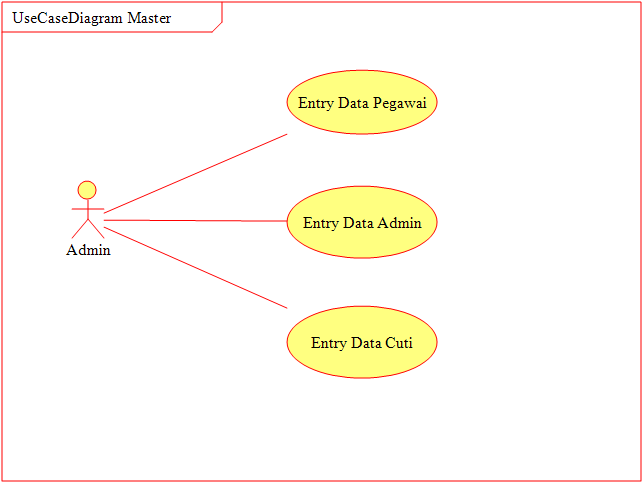 UseCaseDiagram Master
Entry Data Pegawai
Entry Data Admin
Admin
Entry Data Cuti